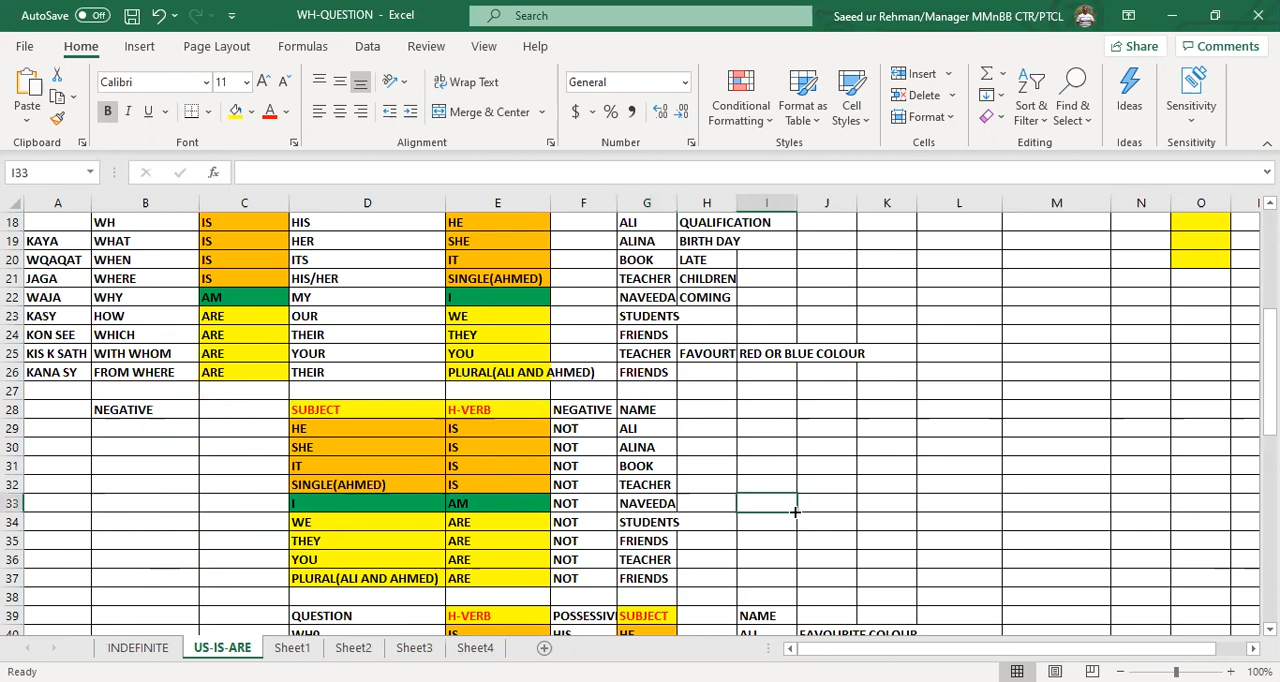 AutoSave Off WH-QUESTION - Excel Search Saeed ur Rehman/Manager MMnBB CTR/PTCL
File Home Insert Page Layout Formulas Data Review View Help Share Comments
Calibri 11 A A Wrap Text General Insert Σ
Paste Conditional Format as Cell Delete Sort & Find & Ideas Sensitivity
B I U A Merge & Center $ % Formatting Table Styles Format Filter Select
Clipboard Font Alignment Number Styles Cells Editing Ideas Sensitivity
I33 fx
A B C D E F G H I J K L M N O
18 WH IS HIS HE ALI QUALIFICATION
19 KAYA WHAT IS HER SHE ALINA BIRTH DAY
20 WQAQAT WHEN IS ITS IT BOOK LATE
21 JAGA WHERE IS HIS/HER SINGLE(AHMED) TEACHER CHILDREN
22 WAJA WHY AM MY I NAVEEDA COMING
23 KASY HOW ARE OUR WE STUDENTS
24 KON SEE WHICH ARE THEIR THEY FRIENDS
25 KIS K SATH WITH WHOM ARE YOUR YOU TEACHER FAVOURT RED OR BLUE COLOUR
26 KANA SY FROM WHERE ARE THEIR PLURAL(ALI AND AHMED) FRIENDS
27
28 NEGATIVE SUBJECT H-VERB NEGATIVE NAME
29 HE IS NOT ALI
30 SHE IS NOT ALINA
31 IT IS NOT BOOK
32 SINGLE(AHMED) IS NOT TEACHER
33 I AM NOT NAVEEDA
34 WE ARE NOT STUDENTS
35 THEY ARE NOT FRIENDS
36 YOU ARE NOT TEACHER
37 PLURAL(ALI AND AHMED) ARE NOT FRIENDS
38
39 QUESTION H-VERB POSSESSIVI SUBJECT NAME
40 WH0 IS HIS HE ALI FAVOURITE COLOUR
INDEFINITE US-IS-ARE Sheet1 Sheet2 Sheet3 Sheet4
Ready 100%